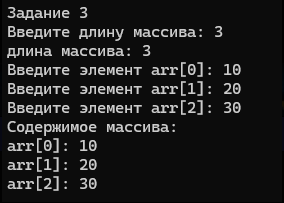 Задание 3
Введите длину массива: 3
длина массива: 3
Введите элемент arr[0]: 10
Введите элемент arr[1]: 20
Введите элемент arr[2]: 30
Содержимое массива:
arr[0]: 10
arr[1]: 20
arr[2]: 30